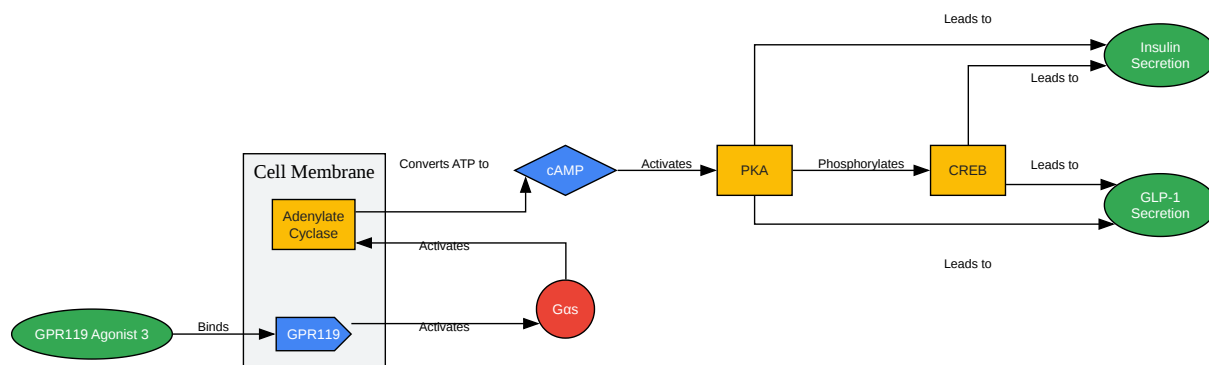 Leads to
Insulin
Secretion
Leads to
Cell Membrane
Converts ATP to
cAMP
Activates
PKA
Phosphorylates
CREB
Leads to
Adenylate
Cyclase
GLP-1
Secretion
Activates
Leads to
Gαs
GPR119 Agonist 3
Binds
GPR119
Activates